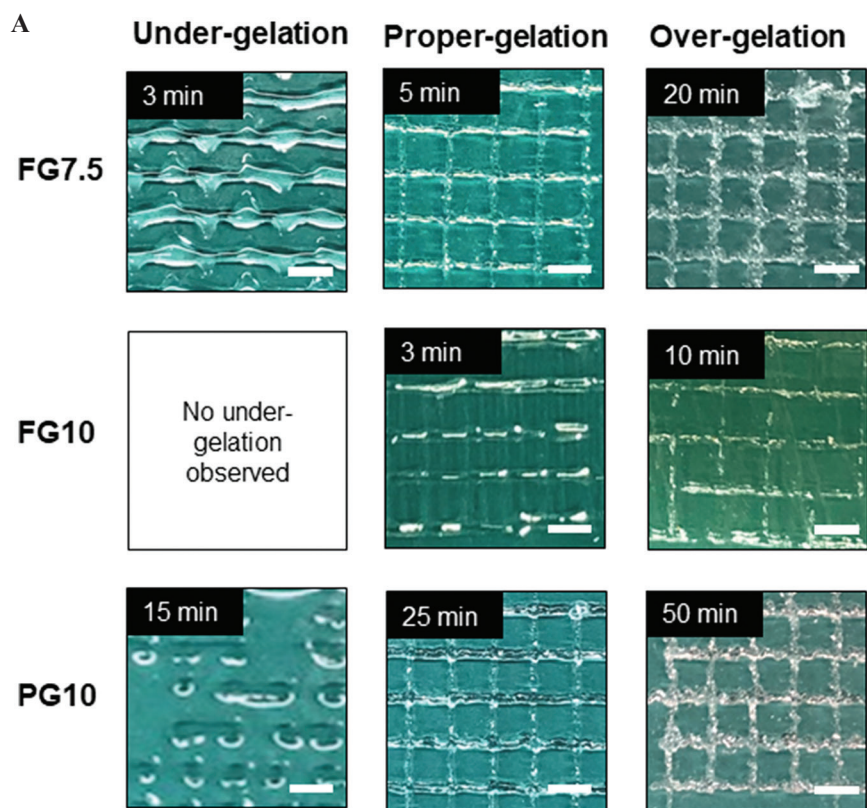 A
Under-gelation Proper-gelation Over-gelation
FG7.5
3 min
5 min
20 min
FG10
No under-
gelation
observed
3 min
10 min
PG10
15 min
25 min
50 min